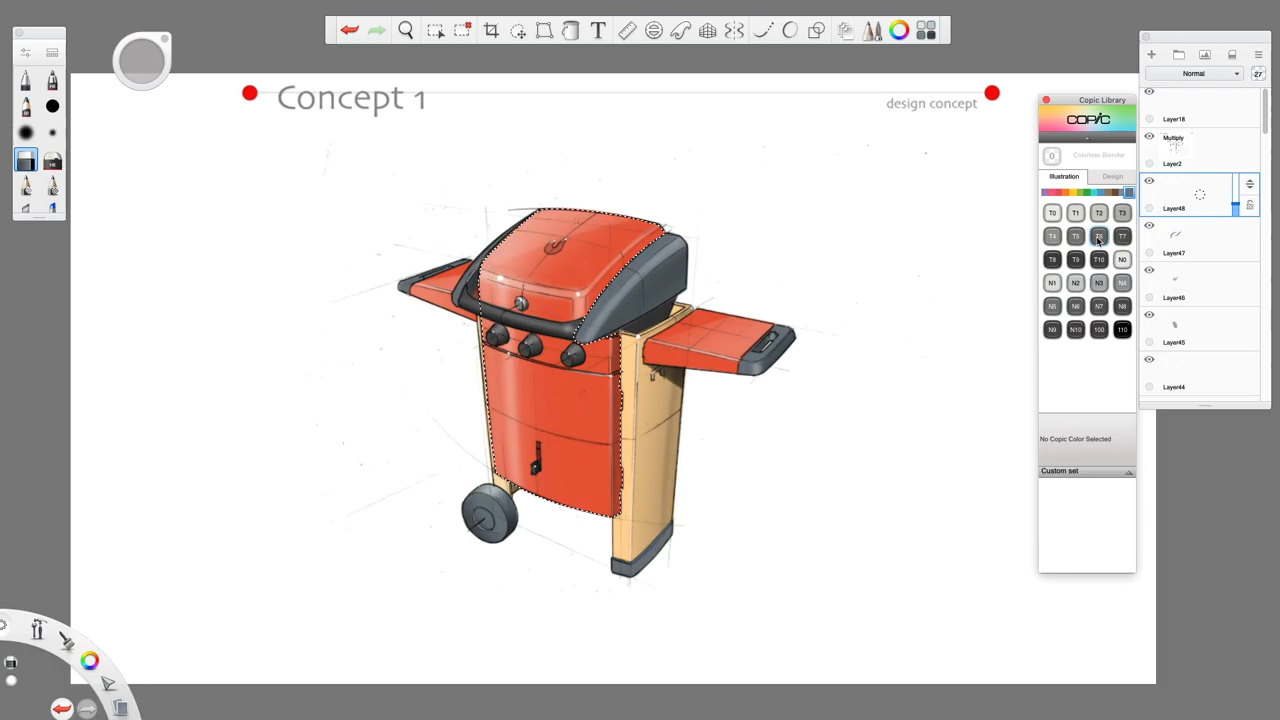 T
Concept 1
design concept
Copic Library
COPIC
0 Colorless Blender
Illustration Design
T0 T1 T2 T3
T4 T5 T6 T7
T8 T9 T10 N0
N1 N2 N3 N4
N5 N6 N7 N8
N9 N10 100 110
No Copic Color Selected
Custom set
Normal 27
Layer18
Multiply
Layer2
Layer48
Layer47
Layer46
Layer45
Layer44